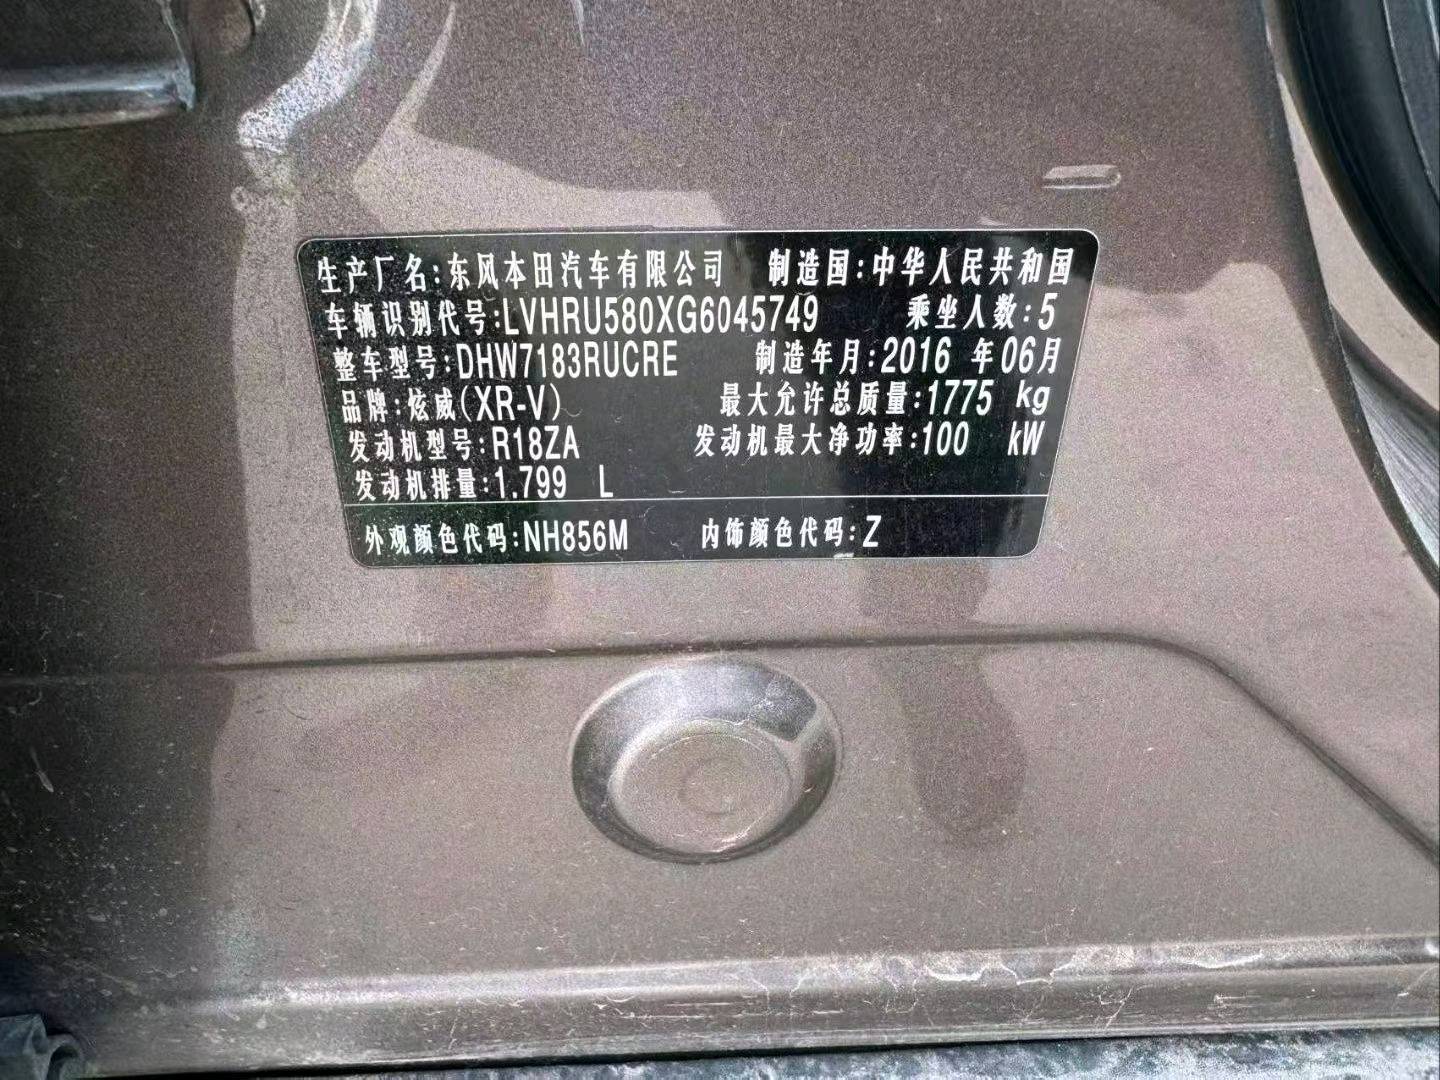 生产厂名:东风本田汽车有限公司 制造国:中华人民共和国
车辆识别代号:LVHRU580XG6045749 乘坐人数:5
整车型号:DHW7183RUCRE 制造年月:2016 年06月
品牌:炫威(XR-V) 最大允许总质量:1775 kg
发动机型号:R18ZA 发动机最大净功率:100 kW
发动机排量:1.799 L
外观颜色代码:NH856M 内饰颜色代码:Z